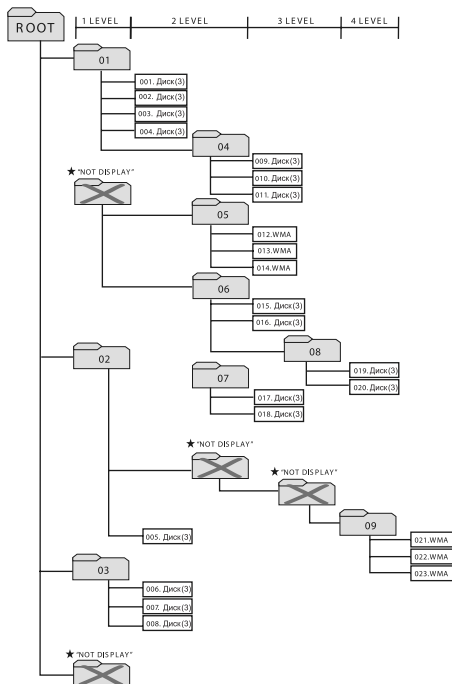 ROOT
1 LEVEL 2 LEVEL 3 LEVEL 4 LEVEL
01
001. Диск(3)
002. Диск(3)
003. Диск(3)
004. Диск(3)
04
009. Диск(3)
010. Диск(3)
011. Диск(3)
★ "NOT DISPLAY"
05
012.WMA
013.WMA
014.WMA
06
015. Диск(3)
016. Диск(3)
08
019. Диск(3)
020. Диск(3)
02
07
017. Диск(3)
018. Диск(3)
★ "NOT DISPLAY"
★ "NOT DISPLAY"
09
021.WMA
022.WMA
023.WMA
005. Диск(3)
03
006. Диск(3)
007. Диск(3)
008. Диск(3)
★ "NOT DISPLAY"